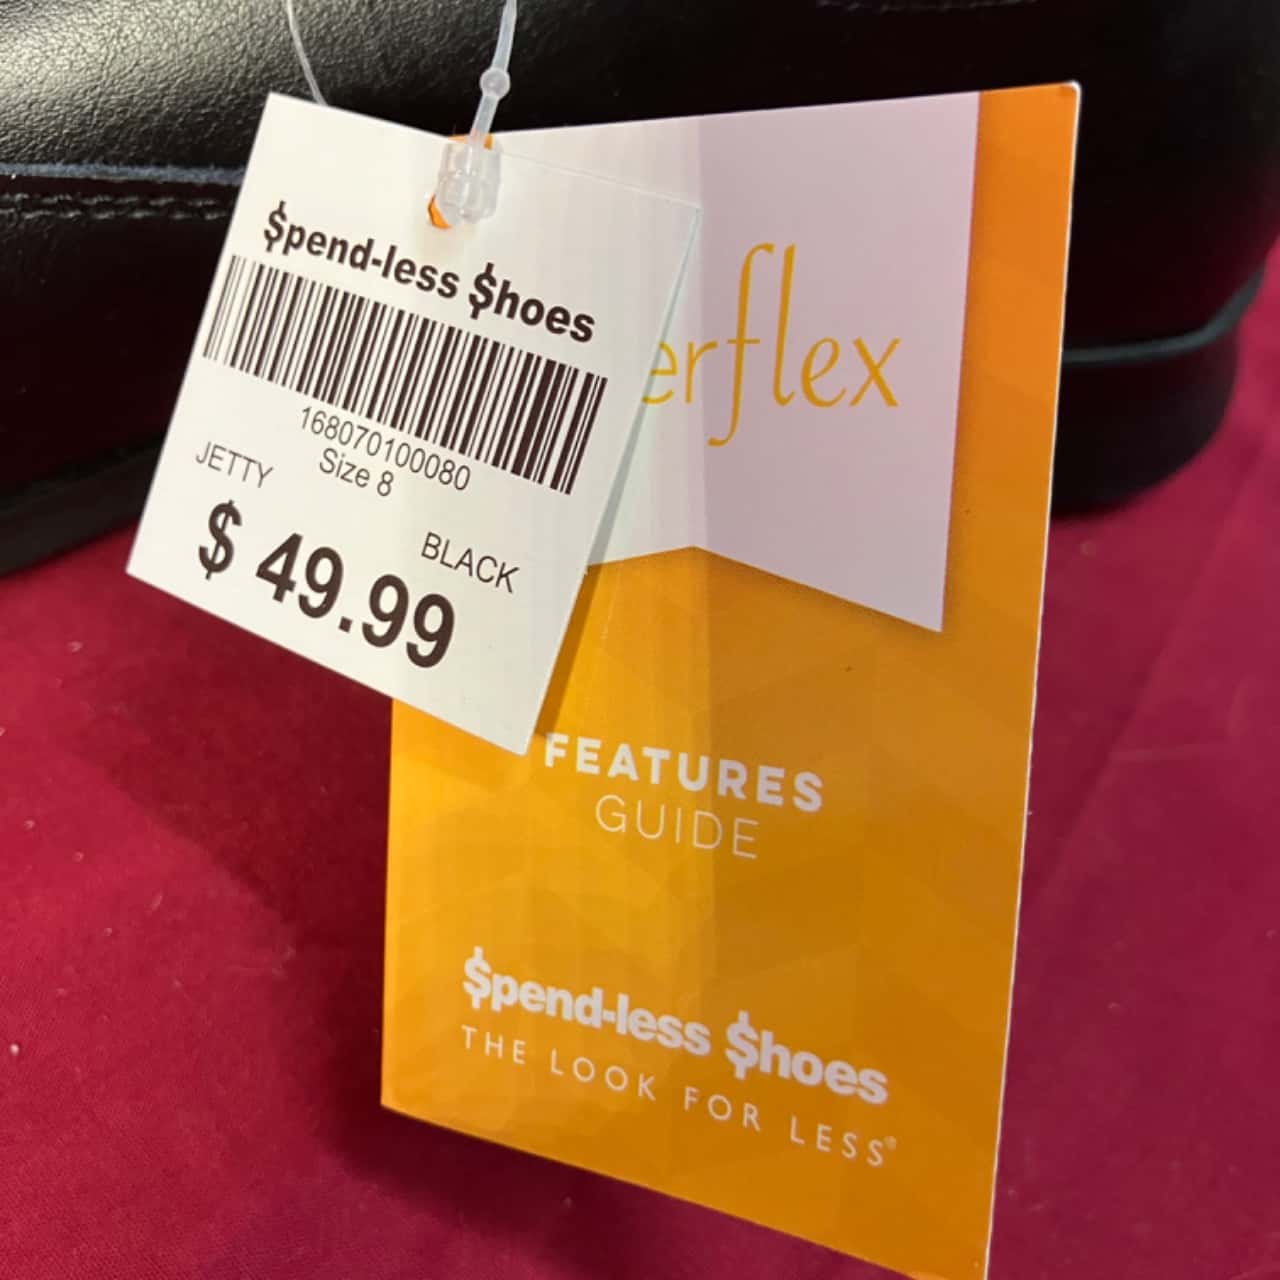 $pend-less $hoes
168070100080
Size 8
JETTY
BLACK
$ 49.99
erflex
FEATURES
GUIDE
$pend-less $hoes
THE LOOK FOR LESS®